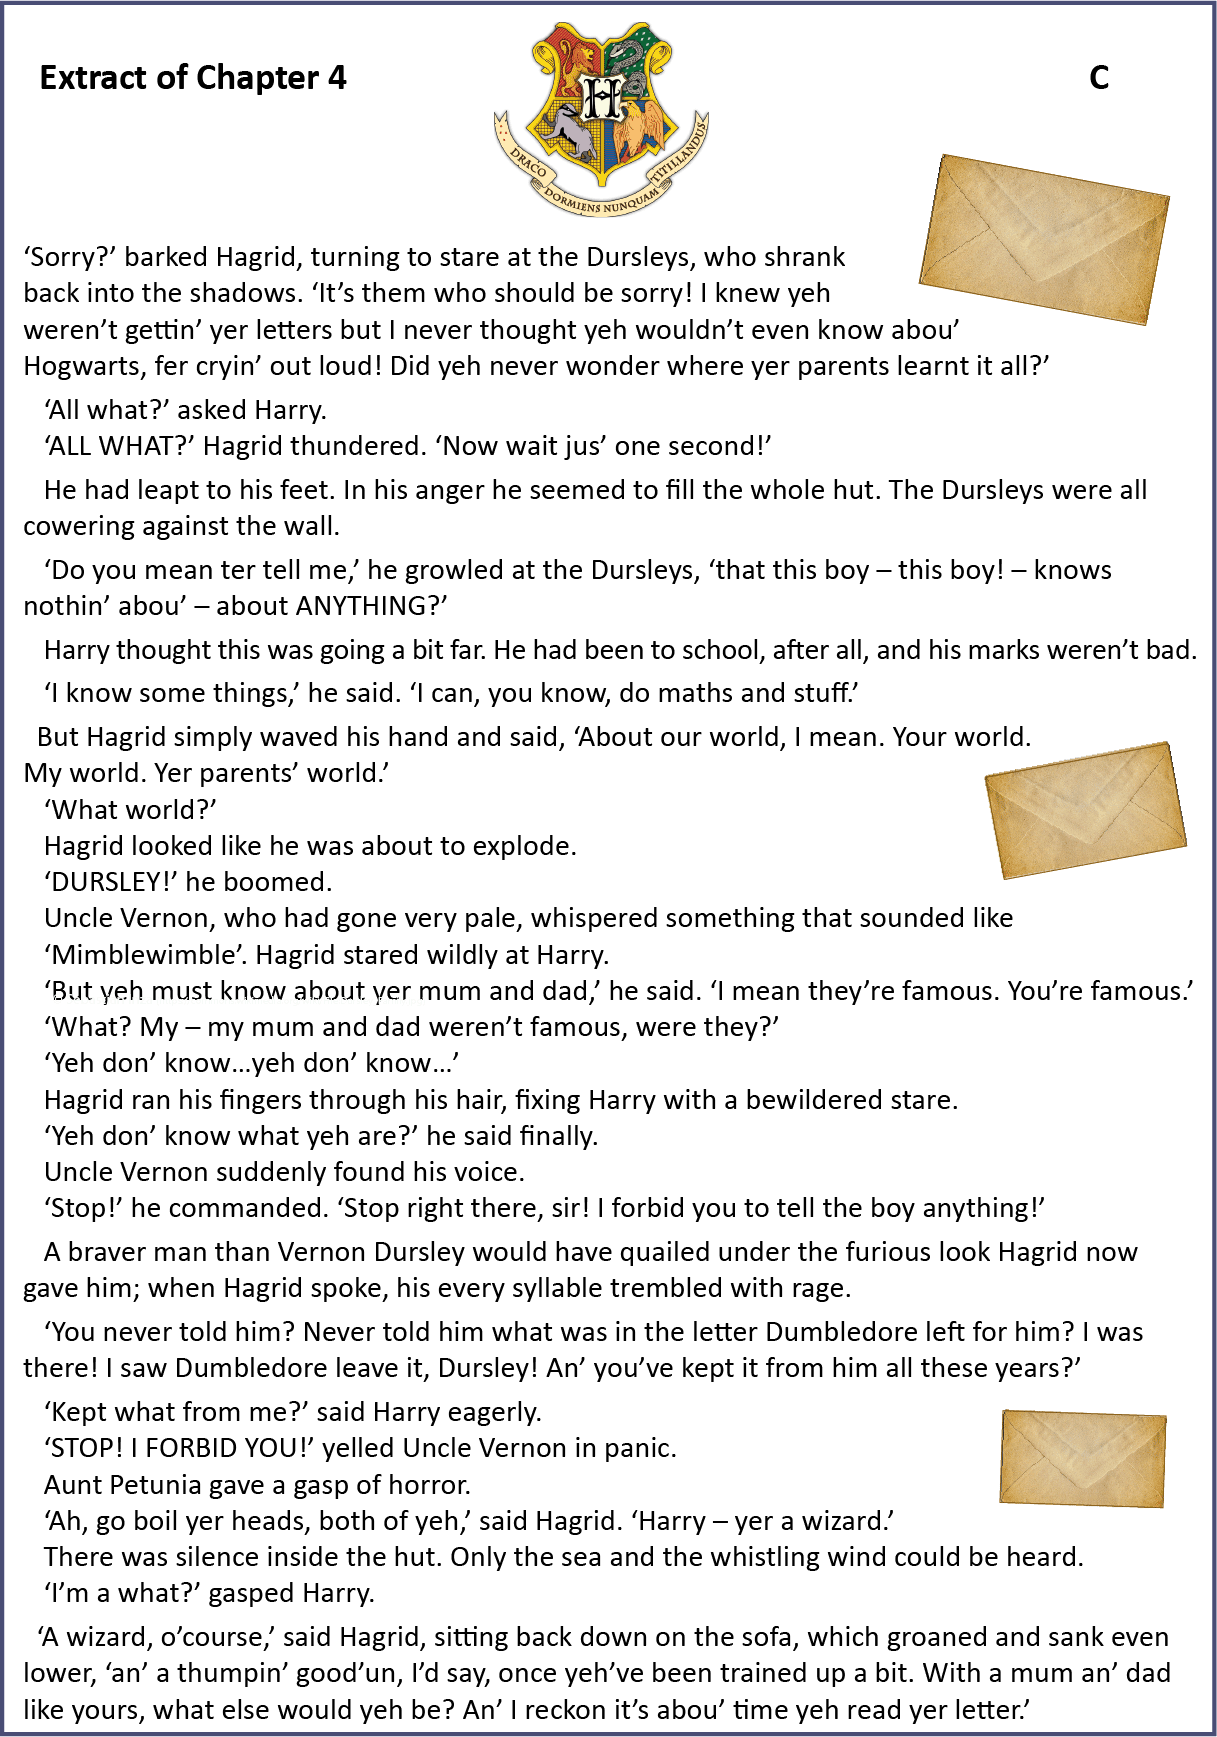 Extract of Chapter 4
C
DRACO DORMIENS NUNQUAM TITILLANDUS
H
‘Sorry?’ barked Hagrid, turning to stare at the Dursleys, who shrank
back into the shadows. ‘It’s them who should be sorry! I knew yeh
weren’t gettin’ yer letters but I never thought yeh wouldn’t even know abou’
Hogwarts, fer cryin’ out loud! Did yeh never wonder where yer parents learnt it all?’
‘All what?’ asked Harry.
‘ALL WHAT?’ Hagrid thundered. ‘Now wait jus’ one second!’
He had leapt to his feet. In his anger he seemed to fill the whole hut. The Dursleys were all
cowering against the wall.
‘Do you mean ter tell me,’ he growled at the Dursleys, ‘that this boy – this boy! – knows
nothin’ abou’ – about ANYTHING?’
Harry thought this was going a bit far. He had been to school, after all, and his marks weren’t bad.
‘I know some things,’ he said. ‘I can, you know, do maths and stuff.’
But Hagrid simply waved his hand and said, ‘About our world, I mean. Your world.
My world. Yer parents’ world.’
‘What world?’
Hagrid looked like he was about to explode.
‘DURSLEY!’ he boomed.
Uncle Vernon, who had gone very pale, whispered something that sounded like
‘Mimblewimble’. Hagrid stared wildly at Harry.
‘But yeh must know about yer mum and dad,’ he said. ‘I mean they’re famous. You’re famous.’
‘What? My – my mum and dad weren’t famous, were they?’
‘Yeh don’ know…yeh don’ know…’
Hagrid ran his fingers through his hair, fixing Harry with a bewildered stare.
‘Yeh don’ know what yeh are?’ he said finally.
Uncle Vernon suddenly found his voice.
‘Stop!’ he commanded. ‘Stop right there, sir! I forbid you to tell the boy anything!’
A braver man than Vernon Dursley would have quailed under the furious look Hagrid now
gave him; when Hagrid spoke, his every syllable trembled with rage.
‘You never told him? Never told him what was in the letter Dumbledore left for him? I was
there! I saw Dumbledore leave it, Dursley! An’ you’ve kept it from him all these years?’
‘Kept what from me?’ said Harry eagerly.
‘STOP! I FORBID YOU!’ yelled Uncle Vernon in panic.
Aunt Petunia gave a gasp of horror.
‘Ah, go boil yer heads, both of yeh,’ said Hagrid. ‘Harry – yer a wizard.’
There was silence inside the hut. Only the sea and the whistling wind could be heard.
‘I’m a what?’ gasped Harry.
‘A wizard, o’course,’ said Hagrid, sitting back down on the sofa, which groaned and sank even
lower, ‘an’ a thumpin’ good’un, I’d say, once yeh’ve been trained up a bit. With a mum an’ dad
like yours, what else would yeh be? An’ I reckon it’s abou’ time yeh read yer letter.’